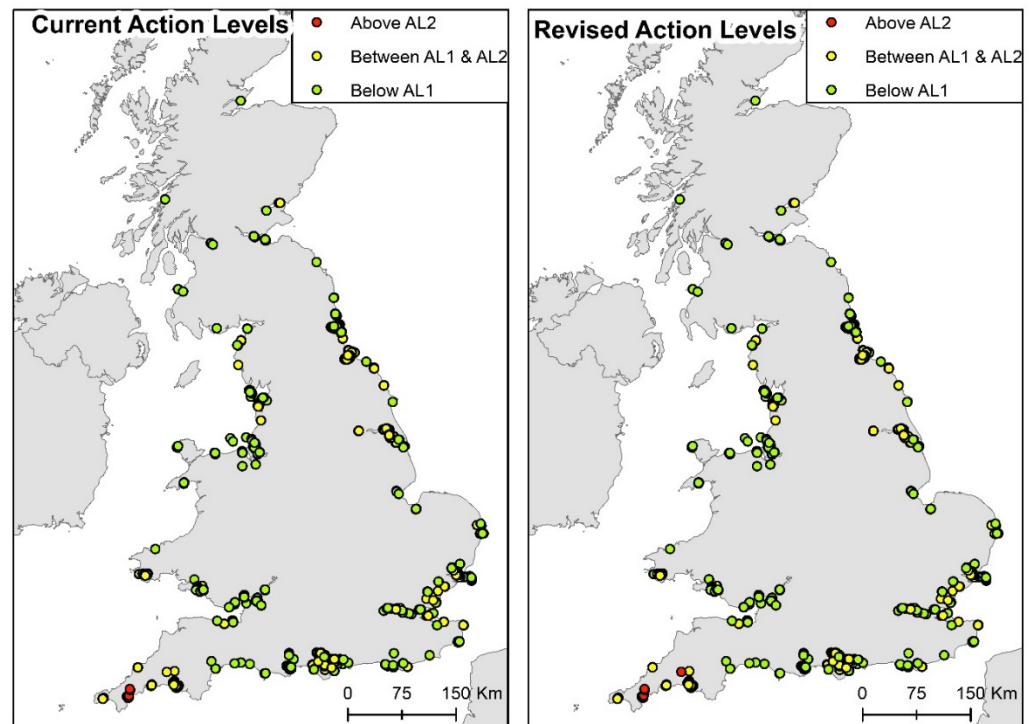 Current Action Levels
Above AL2
Between AL1 & AL2
Below AL1
0 75 150 Km
Revised Action Levels
Above AL2
Between AL1 & AL2
Below AL1
0 75 150 Km